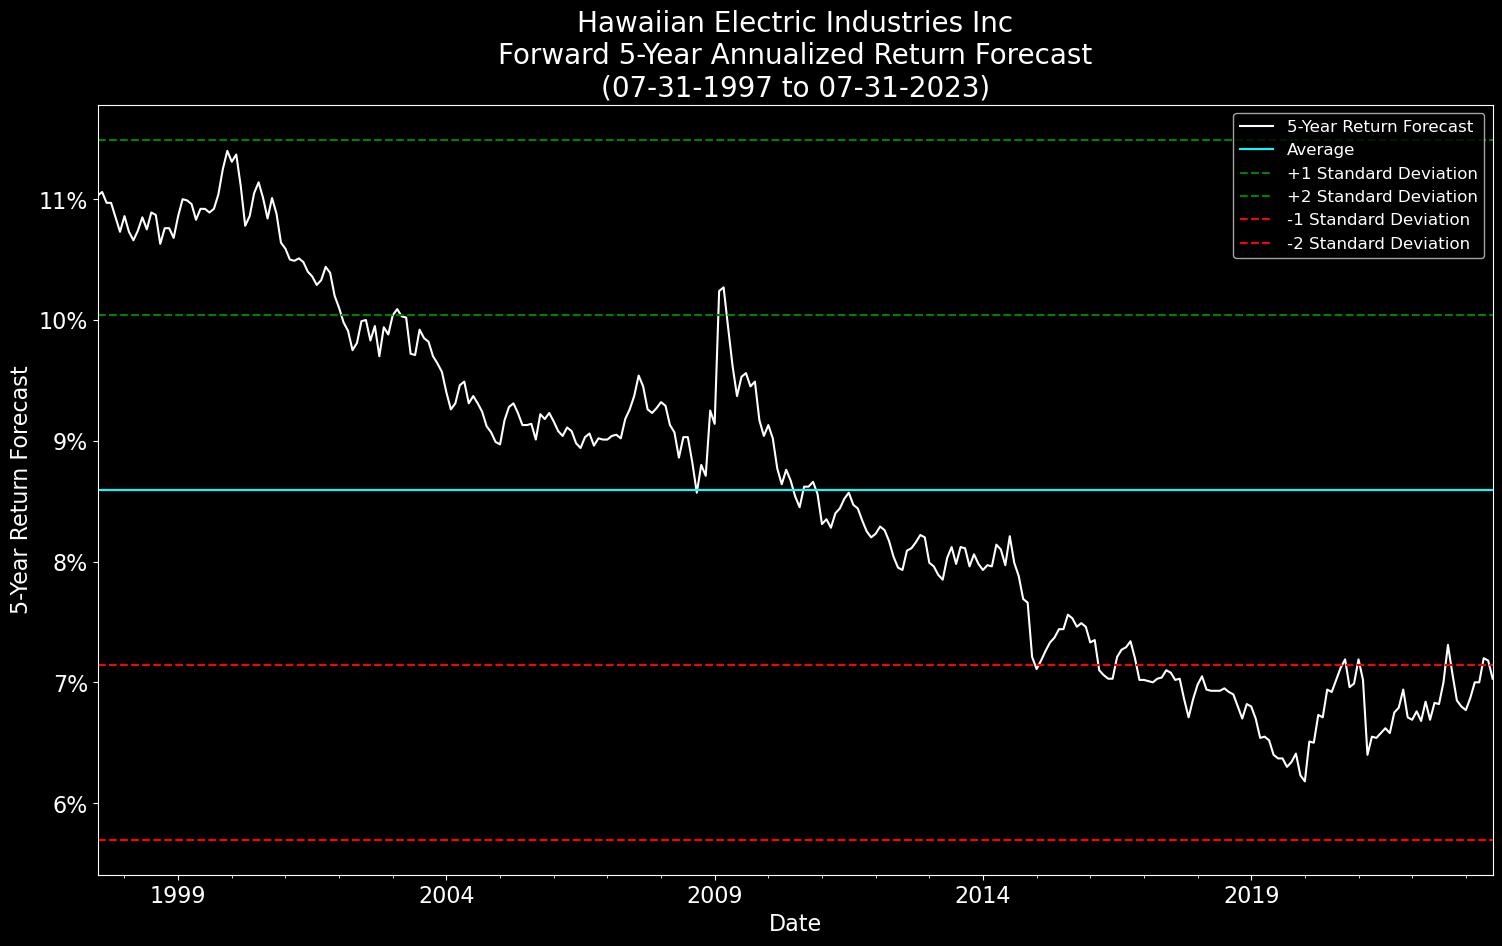 Hawaiian Electric Industries Inc
Forward 5-Year Annualized Return Forecast
(07-31-1997 to 07-31-2023)
5-Year Return Forecast
Average
+1 Standard Deviation
+2 Standard Deviation
-1 Standard Deviation
-2 Standard Deviation
5-Year Return Forecast
11%
10%
9%
8%
7%
6%
1999
2004
2009
2014
2019
Date